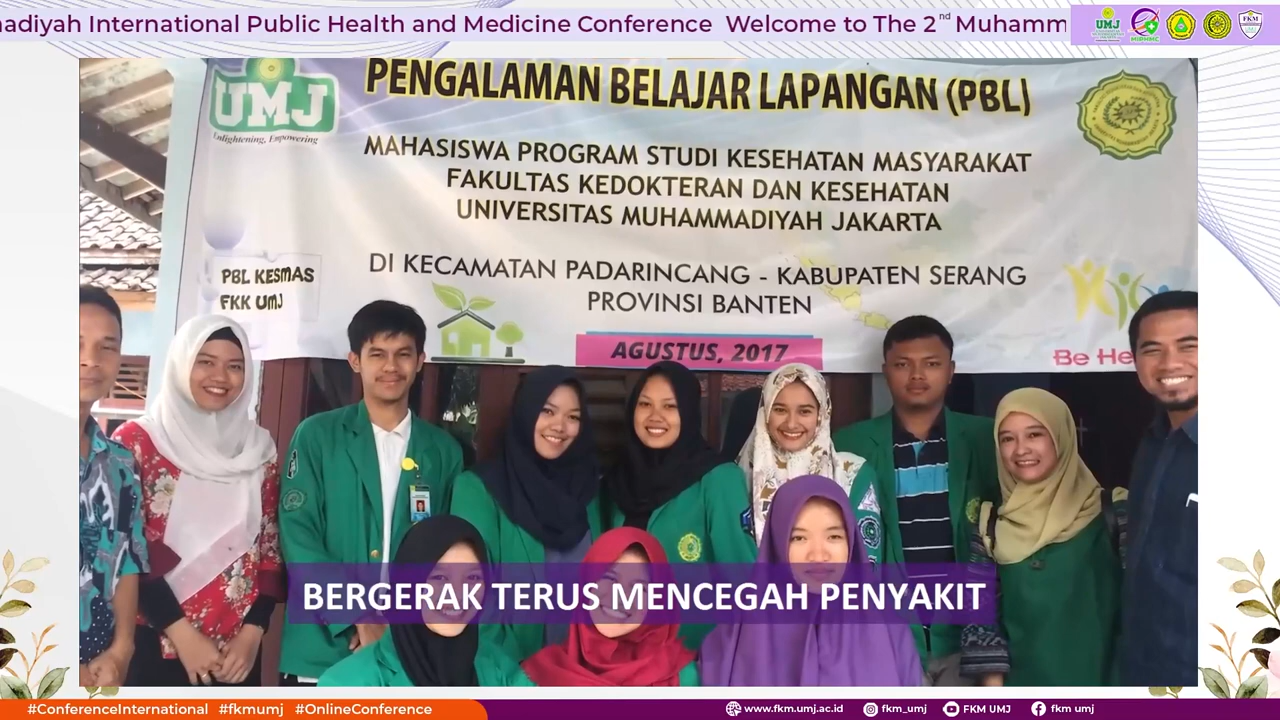 adiyah International Public Health and Medicine Conference Welcome to The 2nd Muhamm
UMJ
MIPHMC
FKM
UMJ
Enlightening, Empowering
PENGALAMAN BELAJAR LAPANGAN (PBL)
MAHASISWA PROGRAM STUDI KESEHATAN MASYARAKAT
FAKULTAS KEDOKTERAN DAN KESEHATAN
UNIVERSITAS MUHAMMADIYAH JAKARTA
DI KECAMATAN PADARINCANG - KABUPATEN SERANG
PROVINSI BANTEN
PBL KESMAS
FKK UMJ
AGUSTUS, 2017
Be He
BERGERAK TERUS MENCEGAH PENYAKIT
#ConferenceInternational #fkmumj #OnlineConference
www.fkm.umj.ac.id fkm_umj FKM UMJ fkm umj